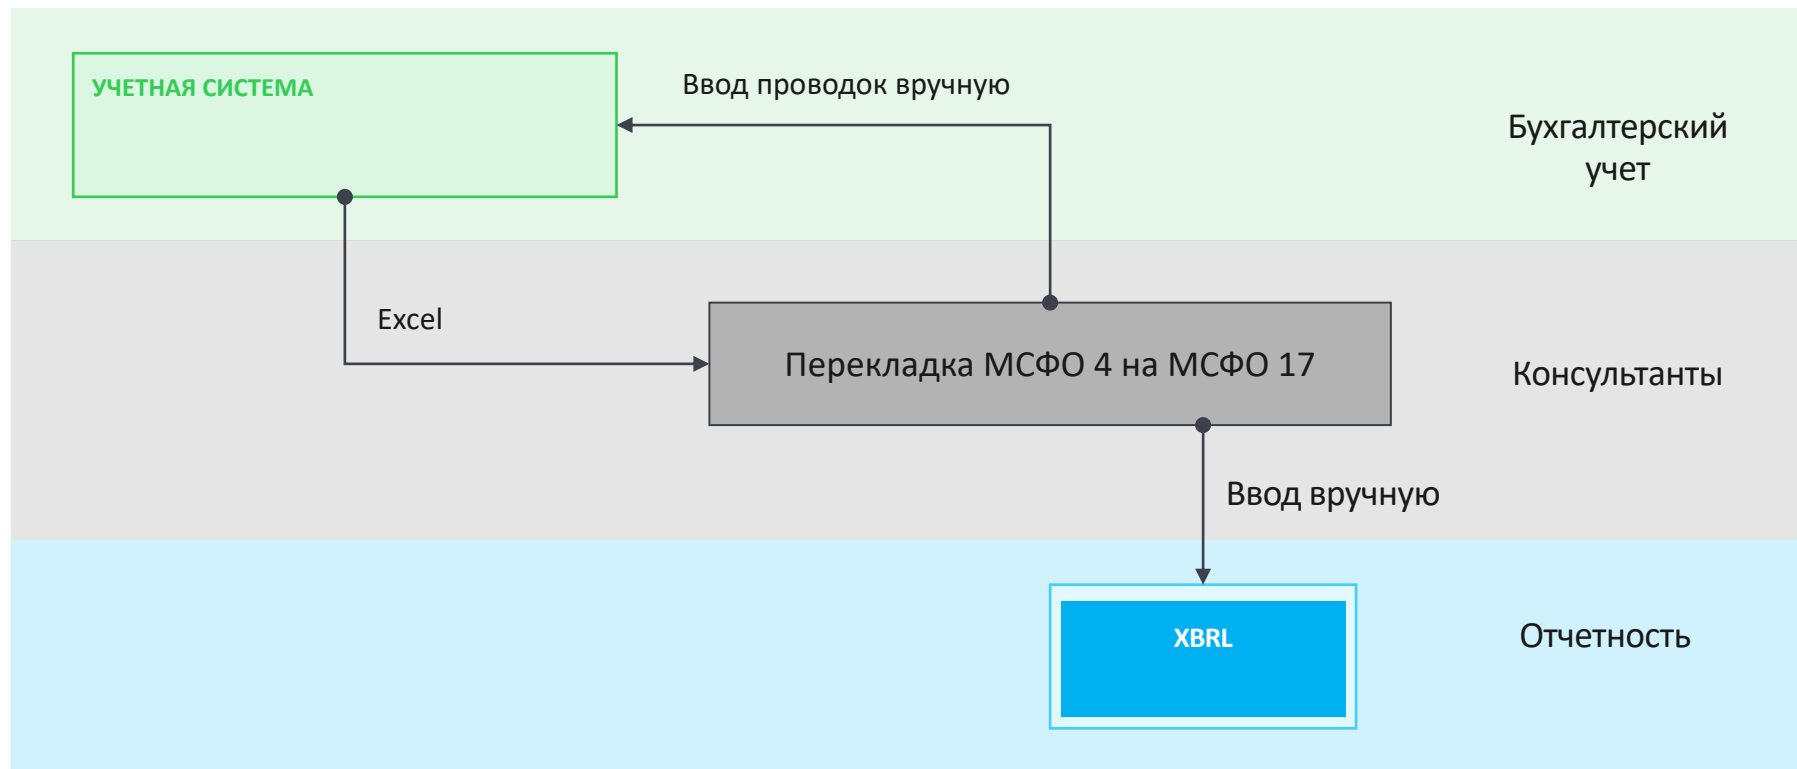 УЧЕТНАЯ СИСТЕМА
Ввод проводок вручную
Бухгалтерский
учет
Excel
Перекладка МСФО 4 на МСФО 17
Консультанты
Ввод вручную
XBRL
Отчетность